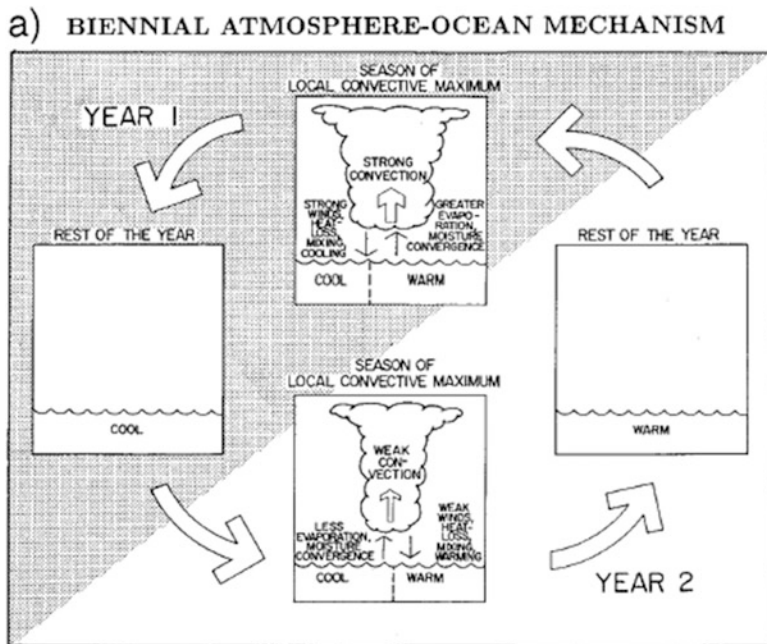 a) BIENNIAL ATMOSPHERE-OCEAN MECHANISM
YEAR 1
SEASON OF
LOCAL CONVECTIVE MAXIMUM
STRONG
CONVECTION
STRONG
WINDS,
HEAT-
LOSS,
MIXING,
COOLING
GREATER
EVAPO-
RATION,
MOISTURE
CONVERGENCE
COOL
WARM
REST OF THE YEAR
COOL
REST OF THE YEAR
WARM
SEASON OF
LOCAL CONVECTIVE MAXIMUM
WEAK
CON-
VECTION
LESS
EVAPORATION,
MOISTURE
CONVERGENCE
WEAK
WINDS,
HEAT-
LOSS,
MIXING,
WARMING
COOL
WARM
YEAR 2